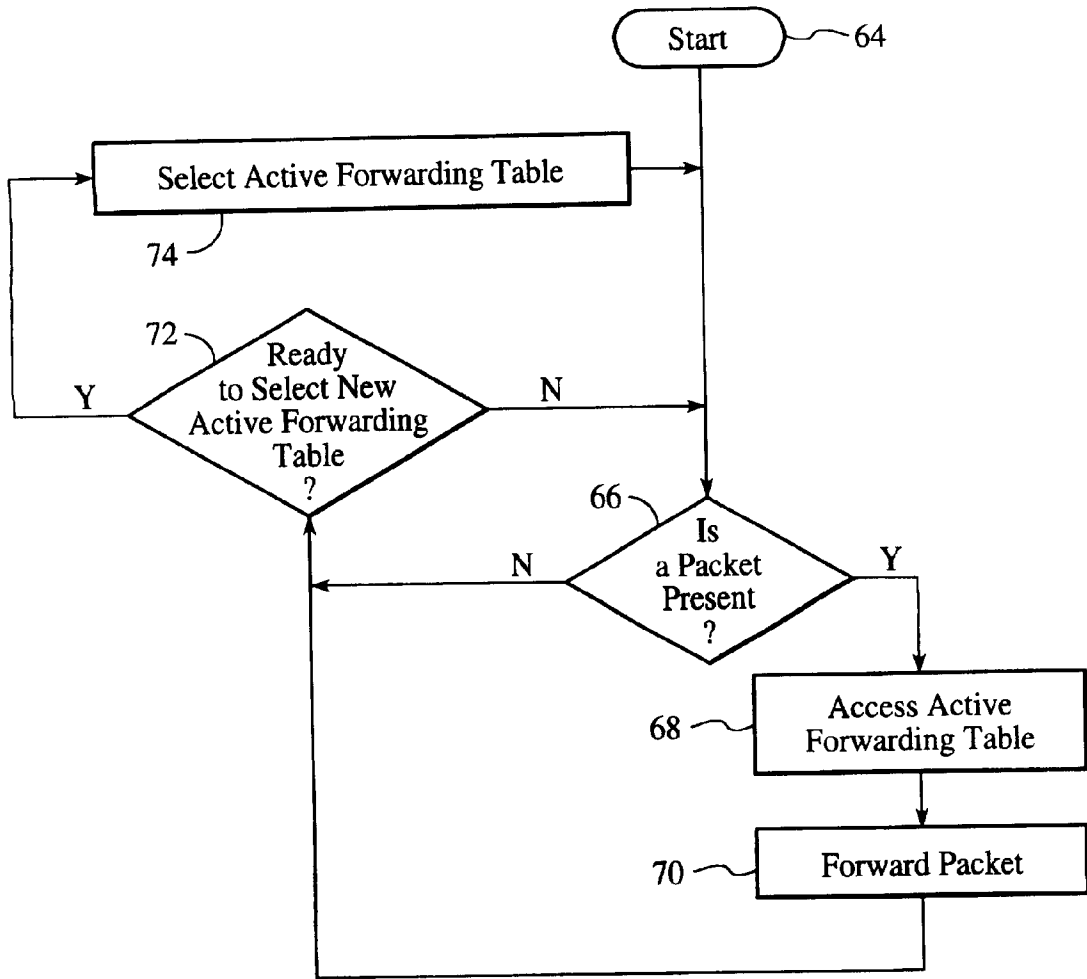 Start
64
Select Active Forwarding Table
74
72
Ready
to Select New
Active Forwarding
Table
?
Y
N
66
Is
a Packet
Present
?
N
Y
68
Access Active
Forwarding Table
70
Forward Packet